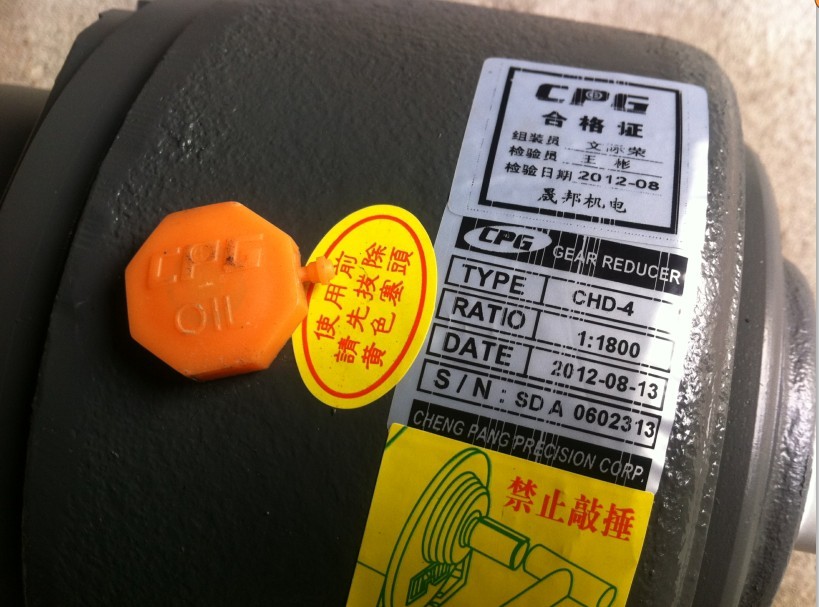 CPG
合格证
组装员 文泳荣
检验员 王彬
检验日期 2012-08
晟邦机电
CPG GEAR REDUCER
TYPE CHD-4
RATIO 1:1800
DATE 2012-08-13
S/N: SDA 0602313
CHENG PANG PRECISION CORP.
CPG
OIL
使用前
請先拔除
黃色塞頭
禁止敲捶